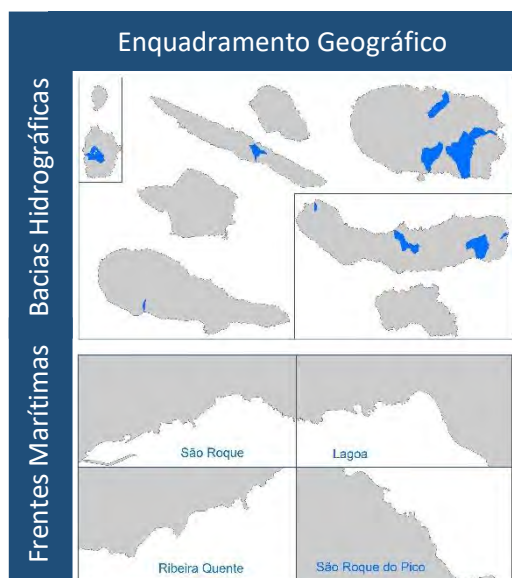 Enquadramento Geográfico
Bacias Hidrográficas
Frentes Marítimas
São Roque
Lagoa
Ribeira Quente
São Roque do Pico